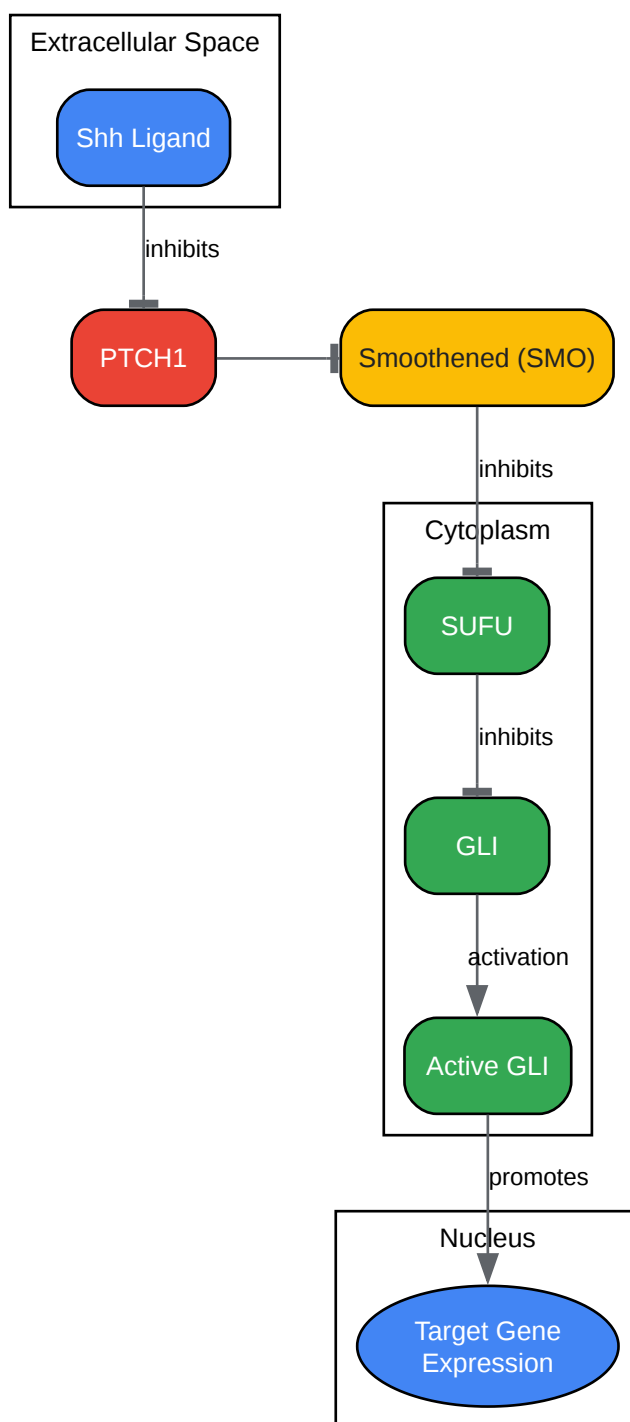 Extracellular Space
Shh Ligand
inhibits
PTCH1
Smoothened (SMO)
inhibits
Cytoplasm
SUFU
inhibits
GLI
activation
Active GLI
promotes
Nucleus
Target Gene
Expression